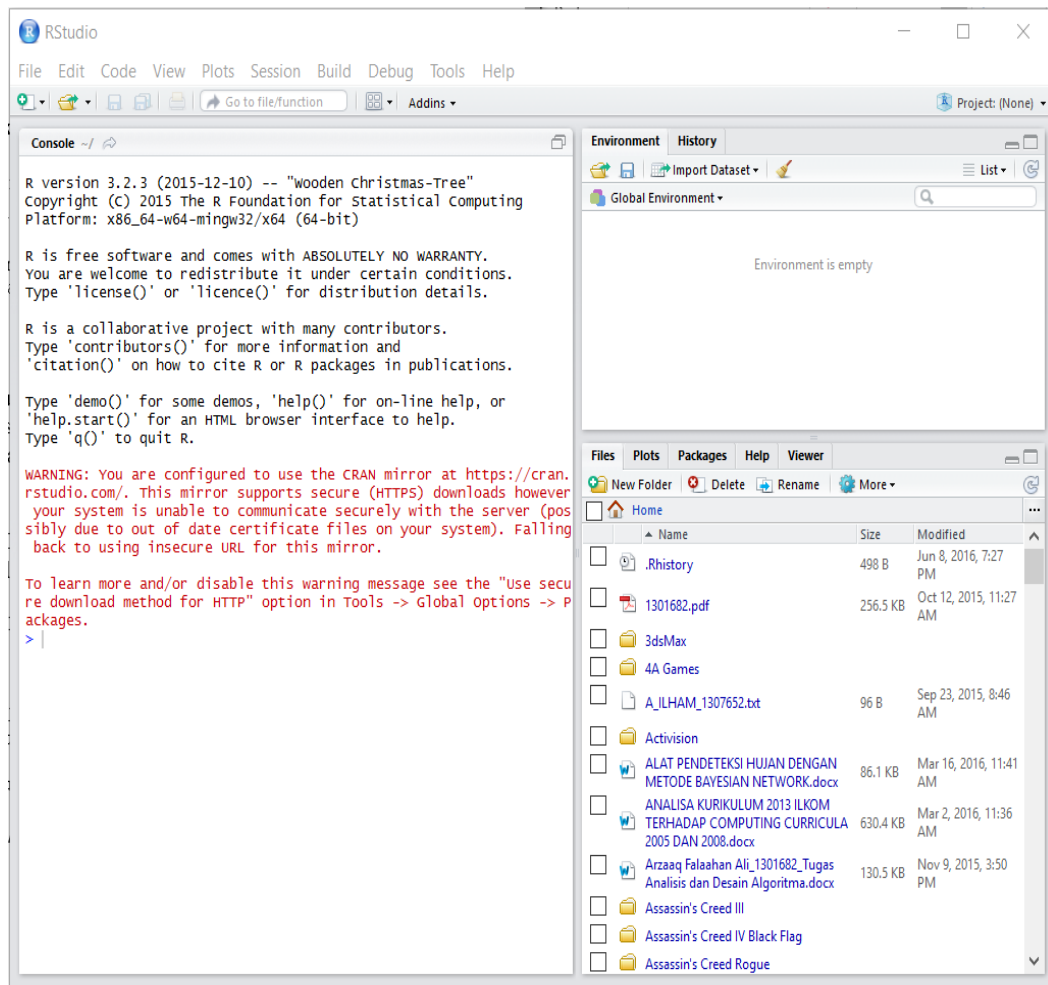 RStudio
File Edit Code View Plots Session Build Debug Tools Help
Go to file/function
Addins
Project: (None)
Console ~/
R version 3.2.3 (2015-12-10) -- "Wooden Christmas-Tree"
Copyright (C) 2015 The R Foundation for Statistical Computing
Platform: x86_64-w64-mingw32/x64 (64-bit)
R is free software and comes with ABSOLUTELY NO WARRANTY.
You are welcome to redistribute it under certain conditions.
Type 'license()' or 'licence()' for distribution details.
R is a collaborative project with many contributors.
Type 'contributors()' for more information and
'citation()' on how to cite R or R packages in publications.
Type 'demo()' for some demos, 'help()' for on-line help, or
'help.start()' for an HTML browser interface to help.
Type 'q()' to quit R.
WARNING: You are configured to use the CRAN mirror at https://cran.
rstudio.com/. This mirror supports secure (HTTPS) downloads however
your system is unable to communicate securely with the server (pos
sibly due to out of date certificate files on your system). Falling
back to using insecure URL for this mirror.
To learn more and/or disable this warning message see the "Use secu
re download method for HTTP" option in Tools -> Global Options -> P
ackages.
>
Environment History
Import Dataset
List
Global Environment
Environment is empty
Files Plots Packages Help Viewer
New Folder Delete Rename More
Home
...
Name Size Modified
.Rhistory 498 B Jun 8, 2016, 7:27
PM
1301682.pdf 256.5 KB Oct 12, 2015, 11:27
AM
3dsMax
4A Games
A_ILHAM_1307652.txt 96 B Sep 23, 2015, 8:46
AM
Activision
ALAT PENDETEKSI HUJAN DENGAN
METODE BAYESIAN NETWORK.docx 86.1 KB Mar 16, 2016, 11:41
AM
ANALISA KURIKULUM 2013 ILKOM
TERHADAP COMPUTING CURRICULA
2005 DAN 2008.docx 630.4 KB Mar 2, 2016, 11:36
AM
Arzaaq Falaahan Ali_1301682_Tugas
Analisis dan Desain Algoritma.docx 130.5 KB Nov 9, 2015, 3:50
PM
Assassin's Creed III
Assassin's Creed IV Black Flag
Assassin's Creed Rogue